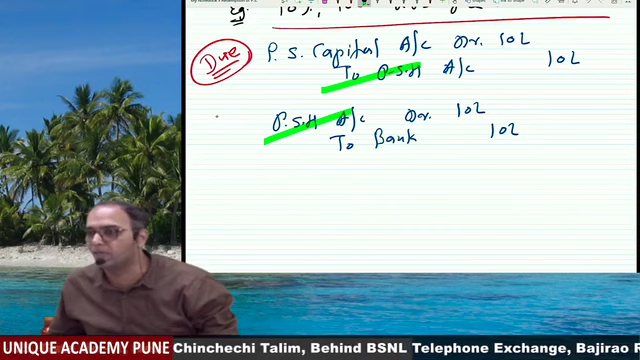 Eg.
Due P. S. Capital A/c Dr. 10L
To P.S.H A/c 10L
P.S.H A/c Dr. 10L
To Bank 10L
UNIQUE ACADEMY PUNE Chinchechi Talim, Behind BSNL Telephone Exchange, Bajirao R